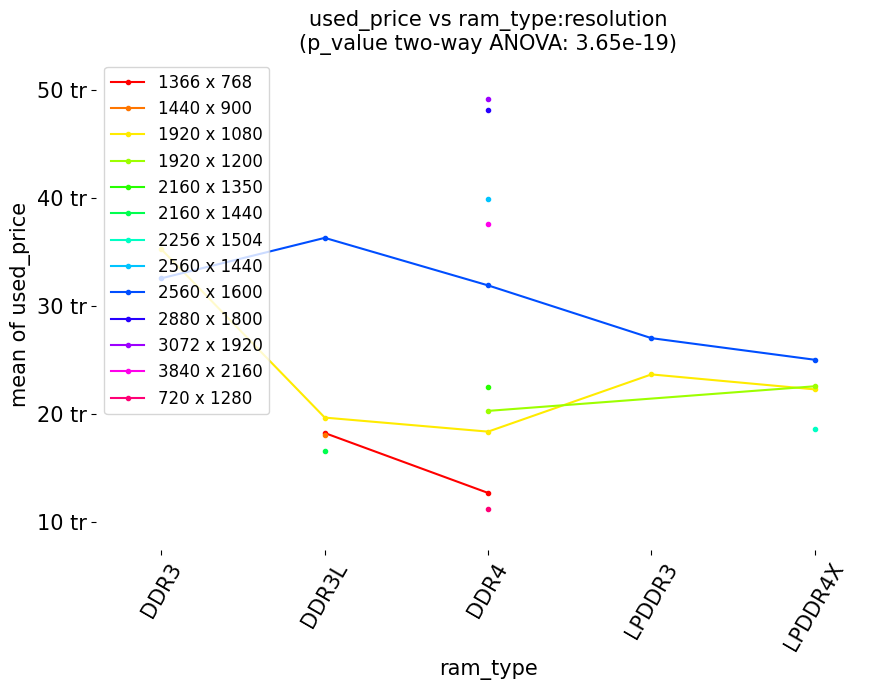 used_price vs ram_type:resolution
(p_value two-way ANOVA: 3.65e-19)
50 tr
40 tr
30 tr
20 tr
10 tr
mean of used_price
1366 x 768
1440 x 900
1920 x 1080
1920 x 1200
2160 x 1350
2160 x 1440
2256 x 1504
2560 x 1440
2560 x 1600
2880 x 1800
3072 x 1920
3840 x 2160
720 x 1280
DDR3
DDR3L
DDR4
LPDDR3
LPDDR4X
ram_type